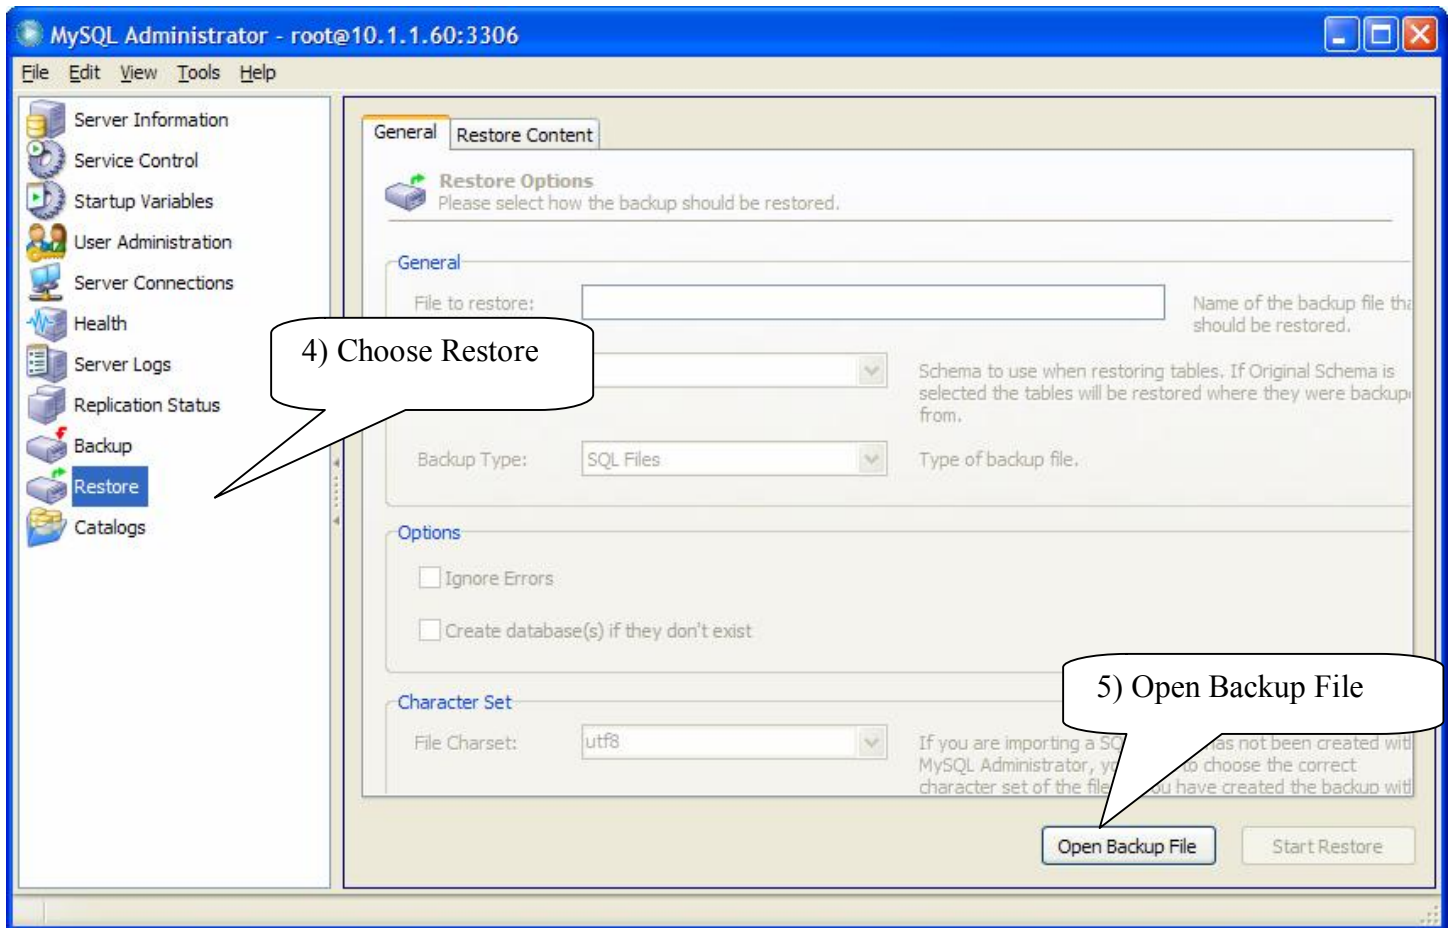 MySQL Administrator - root@10.1.1.60:3306
File Edit View Tools Help
Server Information
Service Control
Startup Variables
User Administration
Server Connections
Health
Server Logs
Replication Status
Backup
Restore
Catalogs
General Restore Content
Restore Options
Please select how the backup should be restored.
General
File to restore:
Name of the backup file tha
should be restored.
4) Choose Restore
Schema to use when restoring tables. If Original Schema is
selected the tables will be restored where they were backup
from.
Backup Type: SQL Files Type of backup file.
Options
Ignore Errors
Create database(s) if they don't exist
5) Open Backup File
Character Set
File Charset: utf8
If you are importing a SQ has not been created wit
MySQL Administrator, yo to choose the correct
character set of the file ou have created the backup wit
Open Backup File Start Restore